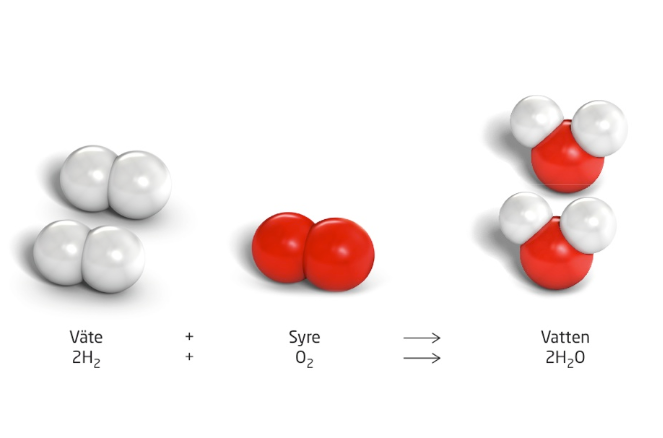 Väte + Syre → Vatten
2H₂ + O₂ → 2H₂O